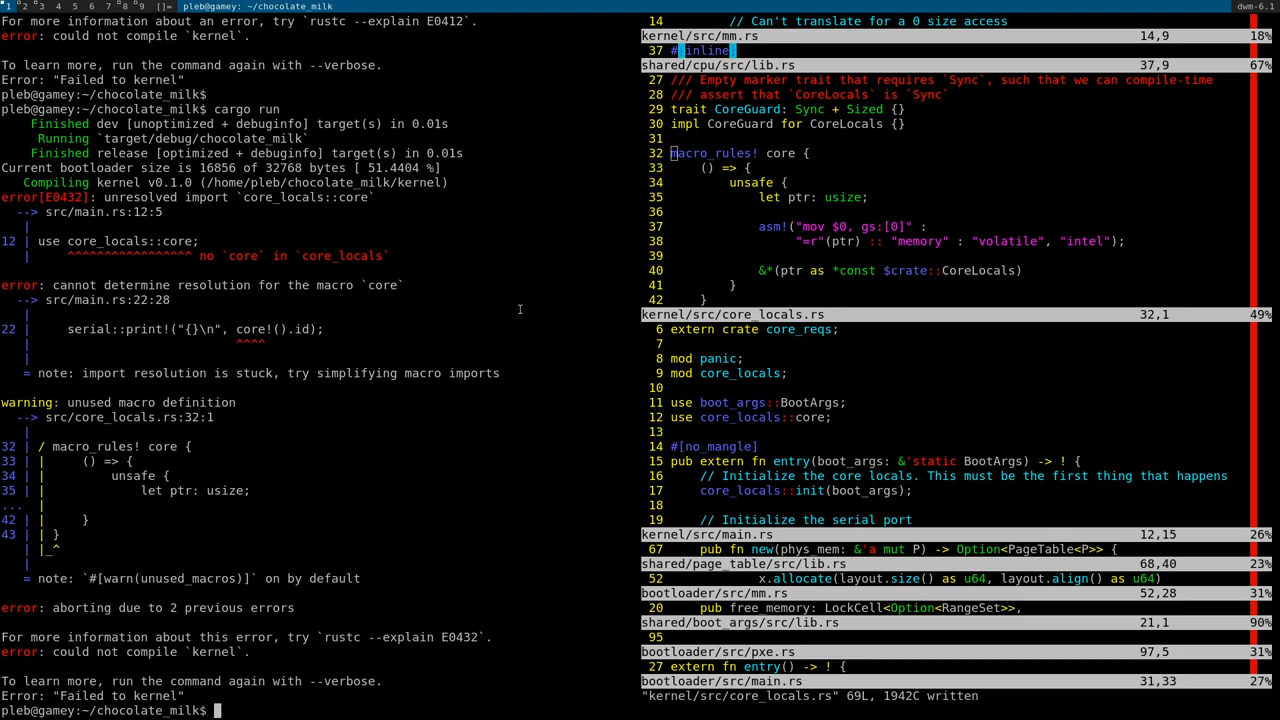 1 2 3 4 5 6 7 8 9 []= pleb@gamey: ~/chocolate_milk dwm-6.1
For more information about an error, try `rustc --explain E0412`.
error: could not compile `kernel`.
To learn more, run the command again with --verbose.
Error: "Failed to kernel"
pleb@gamey:~/chocolate_milk$
pleb@gamey:~/chocolate_milk$ cargo run
    Finished dev [unoptimized + debuginfo] target(s) in 0.01s
     Running `target/debug/chocolate_milk`
    Finished release [optimized + debuginfo] target(s) in 0.01s
Current bootloader size is 16856 of 32768 bytes [ 51.4404 %]
   Compiling kernel v0.1.0 (/home/pleb/chocolate_milk/kernel)
error[E0432]: unresolved import `core_locals::core`
  --> src/main.rs:12:5
   |
12 | use core_locals::core;
   |     ^^^^^^^^^^^^^^^^^ no `core` in `core_locals`
error: cannot determine resolution for the macro `core`
  --> src/main.rs:22:28
   |
22 |     serial::print!("{}\n", core!().id);
   |                            ^^^^
   |
   = note: import resolution is stuck, try simplifying macro imports
warning: unused macro definition
  --> src/core_locals.rs:32:1
   |
32 | / macro_rules! core {
33 | |     () => {
34 | |         unsafe {
35 | |             let ptr: usize;
... |
42 | |     }
43 | | }
   | |_^
   |
   = note: `#[warn(unused_macros)]` on by default
error: aborting due to 2 previous errors
For more information about this error, try `rustc --explain E0432`.
error: could not compile `kernel`.
To learn more, run the command again with --verbose.
Error: "Failed to kernel"
pleb@gamey:~/chocolate_milk$
14         // Can't translate for a 0 size access
kernel/src/mm.rs 14,9 18%
37 #[inline]
shared/cpu/src/lib.rs 37,9 67%
27 /// Empty marker trait that requires `Sync`, such that we can compile-time
28 /// assert that `CoreLocals` is `Sync`
29 trait CoreGuard: Sync + Sized {}
30 impl CoreGuard for CoreLocals {}
31
32 macro_rules! core {
33     () => {
34         unsafe {
35             let ptr: usize;
36
37             asm!("mov $0, gs:[0]" :
38                  "=r"(ptr) :: "memory" : "volatile", "intel");
39
40             &*(ptr as *const $crate::CoreLocals)
41         }
42     }
kernel/src/core_locals.rs 32,1 49%
6 extern crate core_reqs;
7
8 mod panic;
9 mod core_locals;
10
11 use boot_args::BootArgs;
12 use core_locals::core;
13
14 #[no_mangle]
15 pub extern fn entry(boot_args: &'static BootArgs) -> ! {
16     // Initialize the core locals. This must be the first thing that happens
17     core_locals::init(boot_args);
18
19     // Initialize the serial port
kernel/src/main.rs 12,15 26%
67     pub fn new(phys_mem: &'a mut P) -> Option<PageTable<P>> {
shared/page_table/src/lib.rs 68,40 23%
52             x.allocate(layout.size() as u64, layout.align() as u64)
bootloader/src/mm.rs 52,28 31%
20     pub free_memory: LockCell<Option<RangeSet>>,
shared/boot_args/src/lib.rs 21,1 90%
95
bootloader/src/pxe.rs 97,5 31%
27 extern fn entry() -> ! {
bootloader/src/main.rs 31,33 27%
"kernel/src/core_locals.rs" 69L, 1942C written